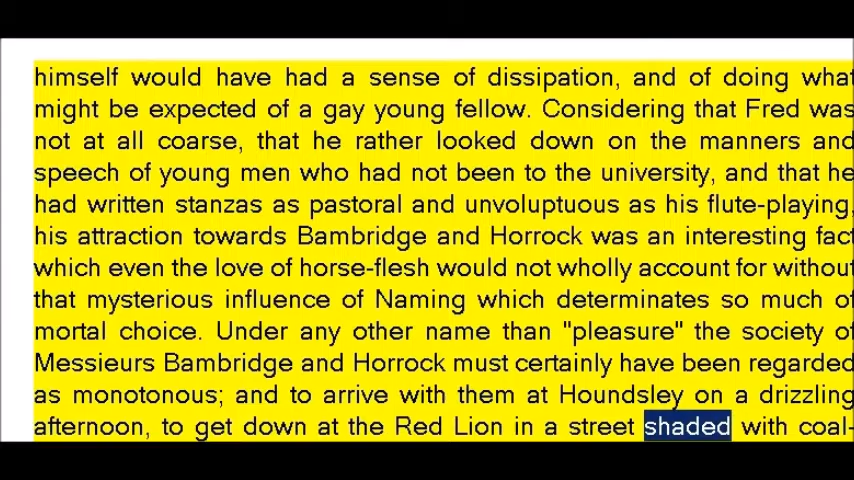 himself would have had a sense of dissipation, and of doing what
might be expected of a gay young fellow. Considering that Fred was
not at all coarse, that he rather looked down on the manners and
speech of young men who had not been to the university, and that he
had written stanzas as pastoral and unvoluptuous as his flute-playing,
his attraction towards Bambridge and Horrock was an interesting fact
which even the love of horse-flesh would not wholly account for without
that mysterious influence of Naming which determinates so much of
mortal choice. Under any other name than "pleasure" the society of
Messieurs Bambridge and Horrock must certainly have been regarded
as monotonous; and to arrive with them at Houndsley on a drizzling
afternoon, to get down at the Red Lion in a street shaded with coal-